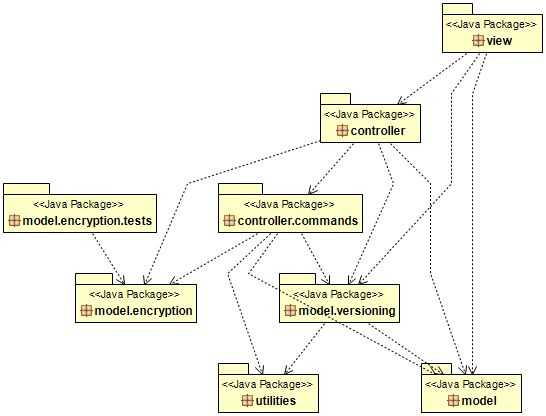 <<Java Package>>
view
<<Java Package>>
controller
<<Java Package>>
model.encryption.tests
<<Java Package>>
controller.commands
<<Java Package>>
model.encryption
<<Java Package>>
model.versioning
<<Java Package>>
utilities
<<Java Package>>
model